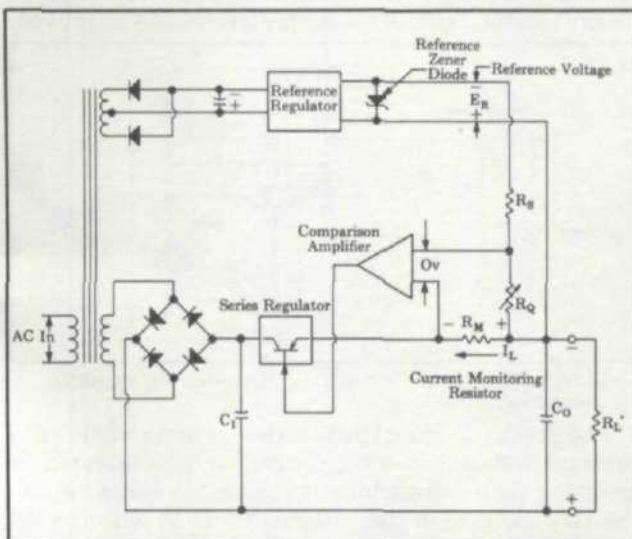 Reference
Zener
Diode
Reference Voltage
Reference
Regulator
−
+
−
E_R
+
R_S
Comparison
Amplifier
Ov
R_Q
Series Regulator
AC In
− R_M +
I_L
−
Current Monitoring
Resistor
C_I
C_O
R_L
+